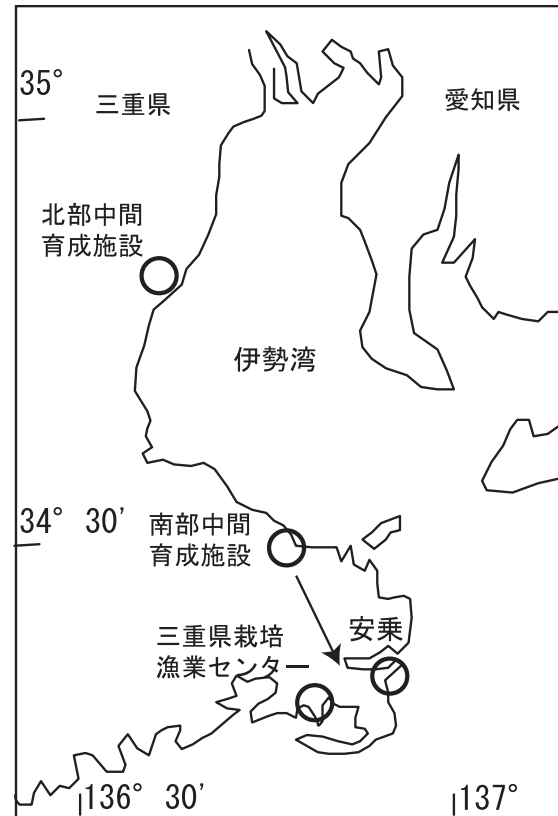 35°
三重県
愛知県
北部中間
育成施設
伊勢湾
34° 30'
南部中間
育成施設
安乗
三重県栽培
漁業センター
136° 30'
137°